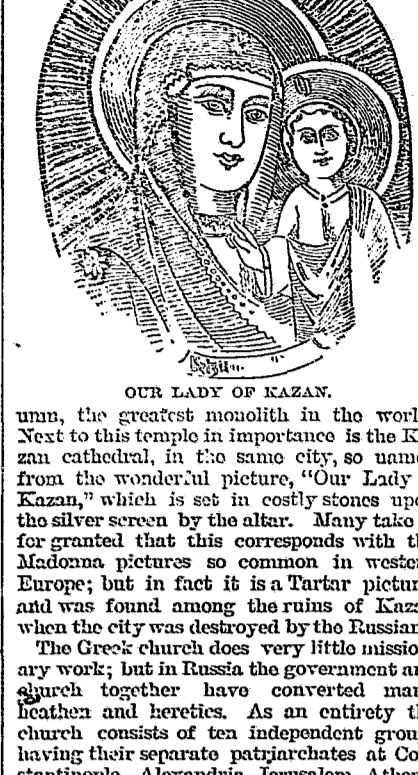 OUR LADY OF KAZAN.
umn, the greatest monolith in the worl
Next to this temple in importance is the K
zan cathedral, in the same city, so name
from the wonderful picture, "Our Lady
Kazan," which is set in costly stones upo
the silver screen by the altar. Many take
for granted that this corresponds with th
Madonna pictures so common in weste
Europe; but in fact it is a Tartar pictur
and was found among the ruins of Kaza
when the city was destroyed by the Russian
The Greek church does very little missio
ary work; but in Russia the government an
church together have converted man
heathen and heretics. As an entirety th
church consists of ten independent grou
having their separate patriarchates at Co
stantinople, Alexandria, Jerusalem, Athe